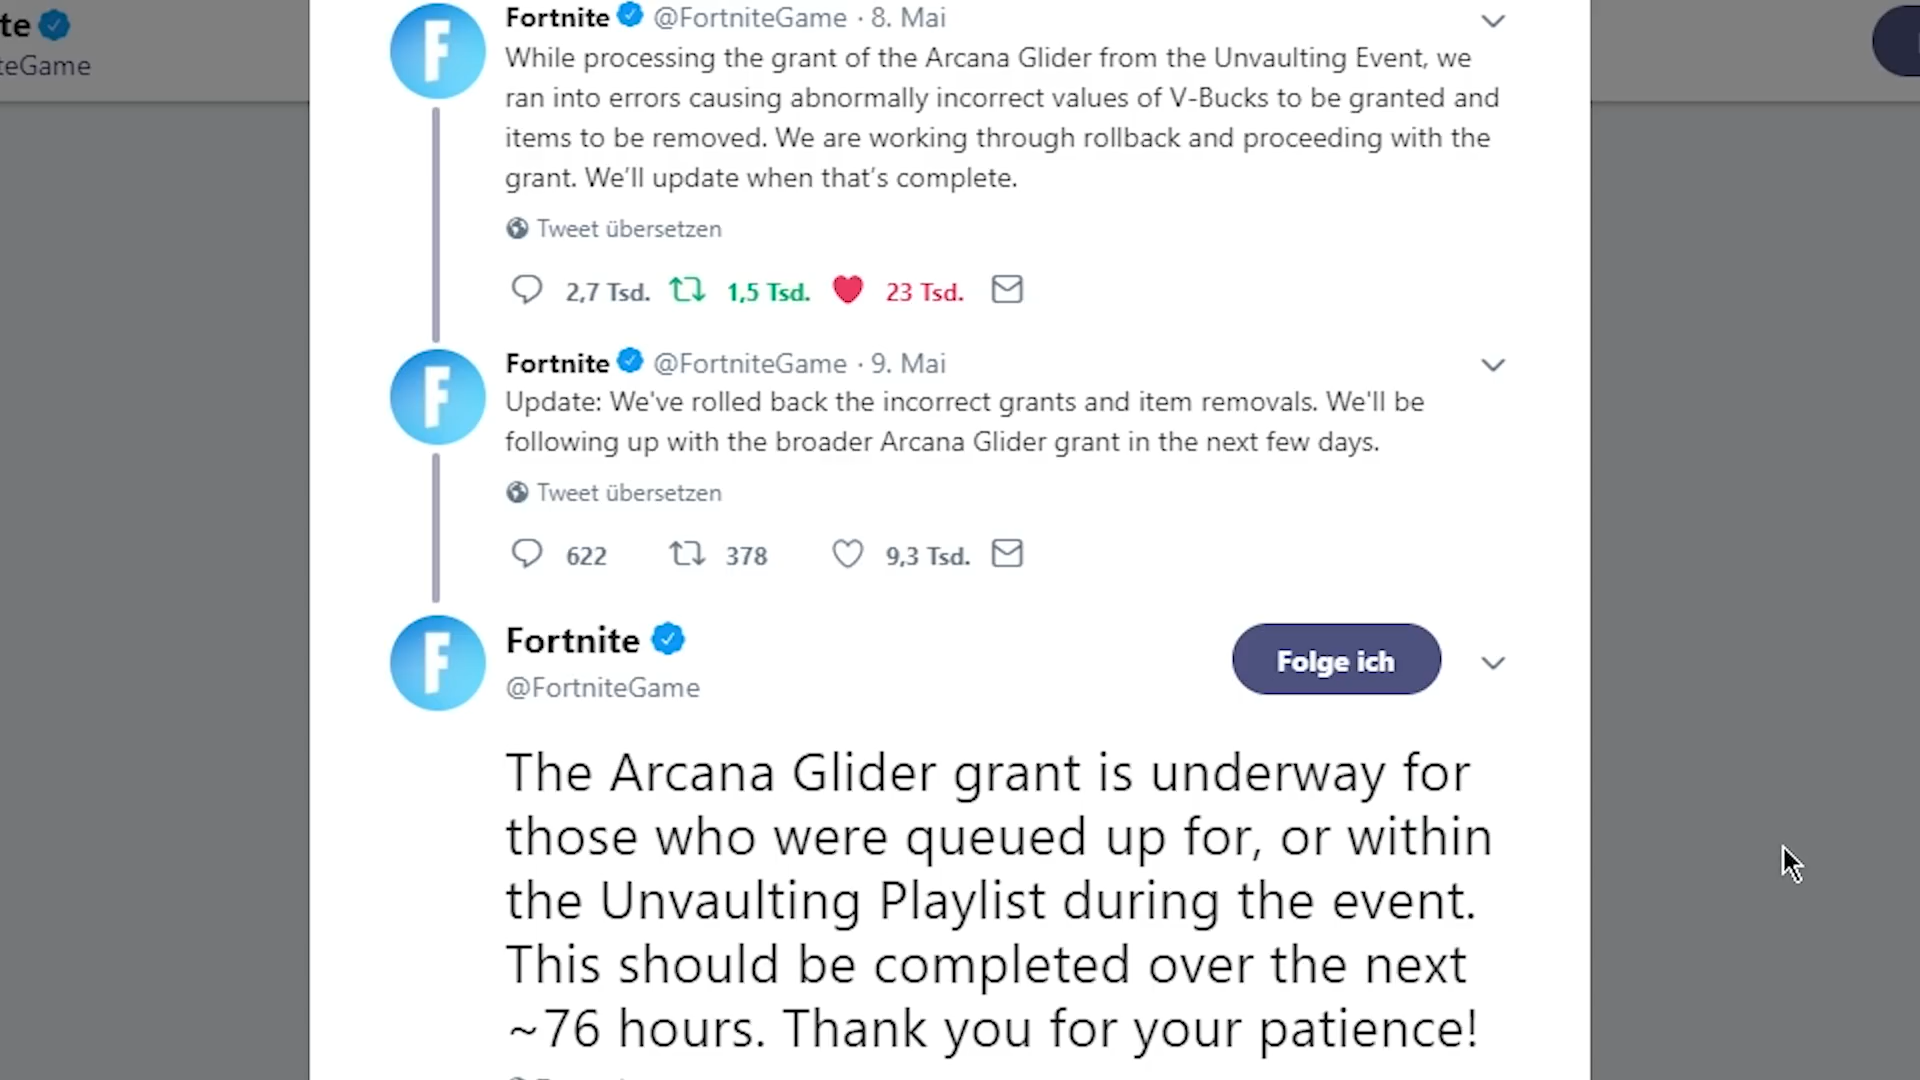 te
teGame
Fortnite @FortniteGame · 8. Mai
While processing the grant of the Arcana Glider from the Unvaulting Event, we
ran into errors causing abnormally incorrect values of V-Bucks to be granted and
items to be removed. We are working through rollback and proceeding with the
grant. We’ll update when that’s complete.
Tweet übersetzen
2,7 Tsd. 1,5 Tsd. 23 Tsd.
Fortnite @FortniteGame · 9. Mai
Update: We've rolled back the incorrect grants and item removals. We'll be
following up with the broader Arcana Glider grant in the next few days.
Tweet übersetzen
622 378 9,3 Tsd.
Fortnite
@FortniteGame
Folge ich
The Arcana Glider grant is underway for
those who were queued up for, or within
the Unvaulting Playlist during the event.
This should be completed over the next
~76 hours. Thank you for your patience!